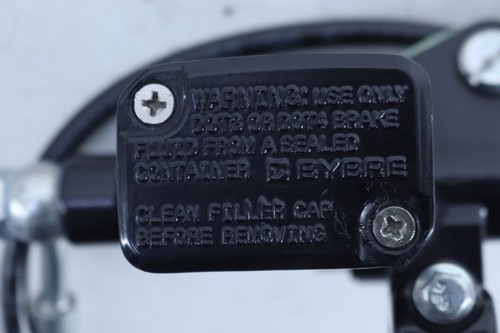 WARNING: USE ONLY
DOT3 OR DOT4 BRAKE
FLUID FROM A SEALED
CONTAINER BYBRE
CLEAN FILLER CAP
BEFORE REMOVING